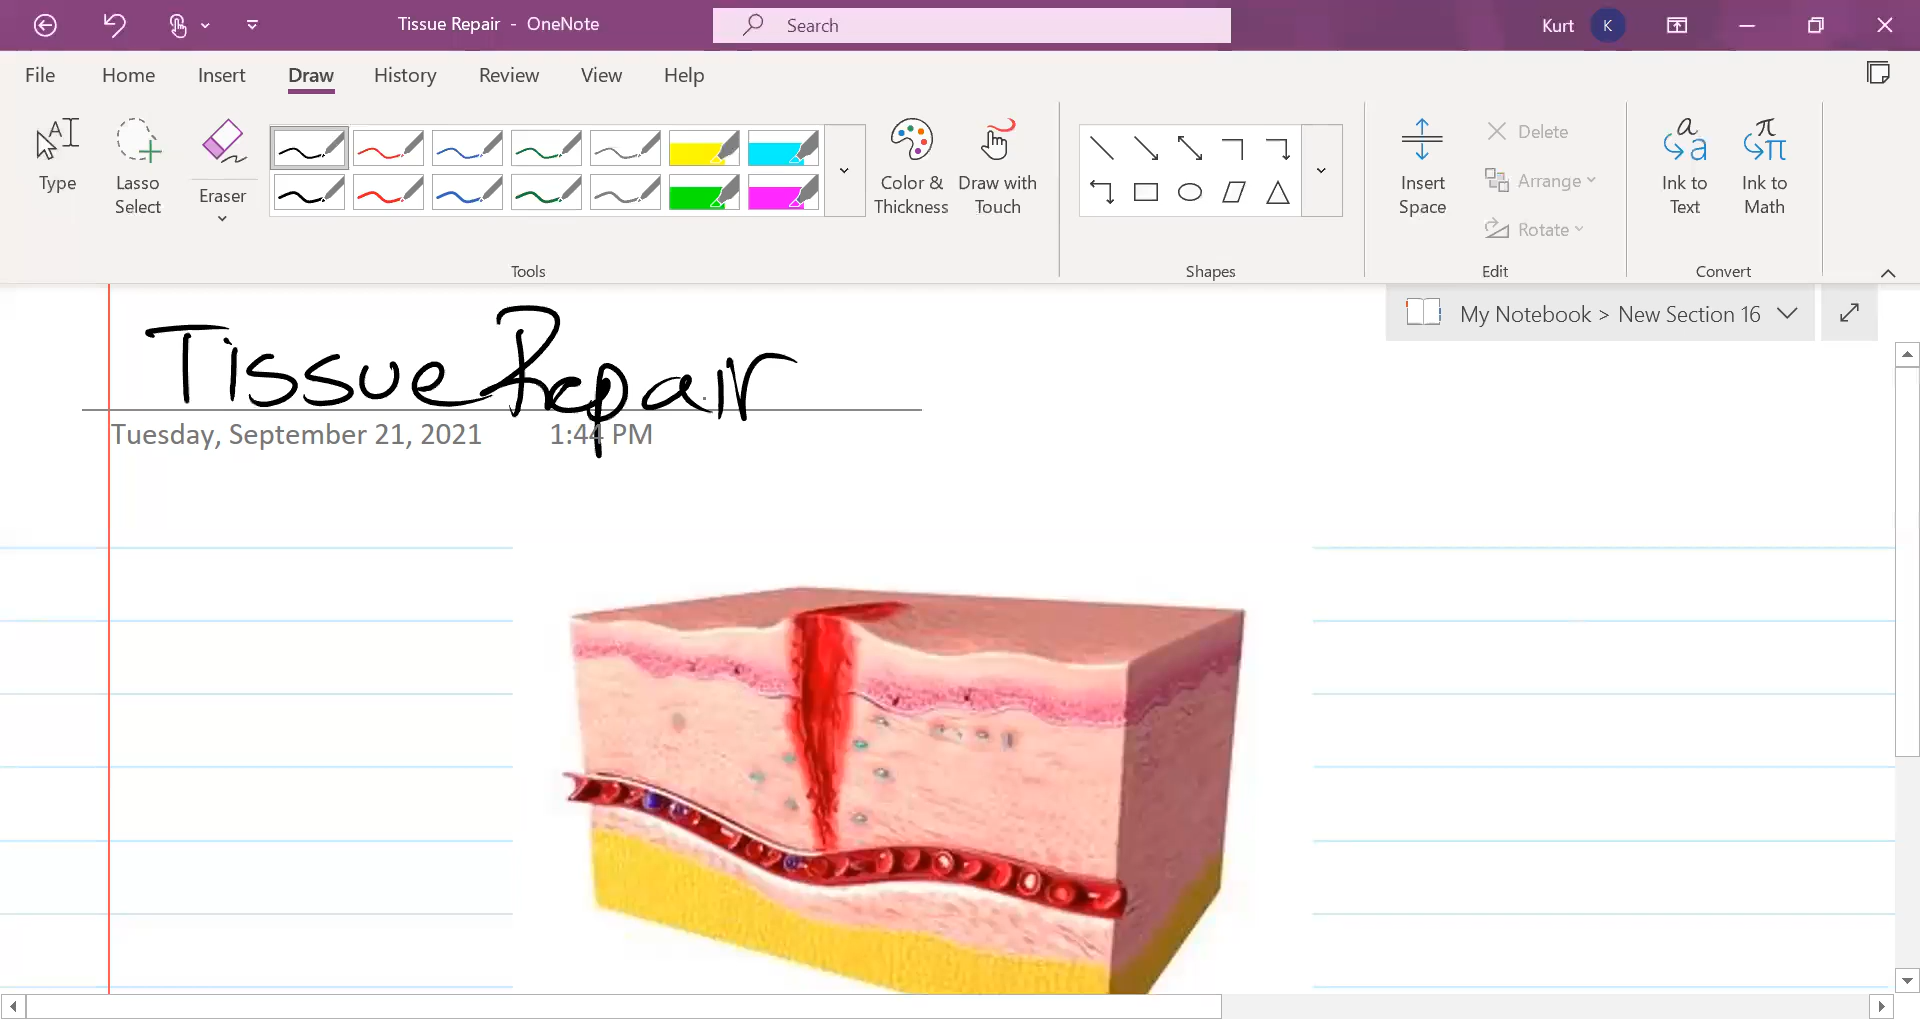 Tissue Repair - OneNote
Search
Kurt
K
File Home Insert Draw History Review View Help
Type
Lasso Select
Eraser
Color & Thickness
Draw with Touch
Insert Space
Delete
Arrange
Rotate
Ink to Text
Ink to Math
Tools Shapes Edit Convert
My Notebook > New Section 16
Tissue Repair
Tuesday, September 21, 2021 1:44 PM